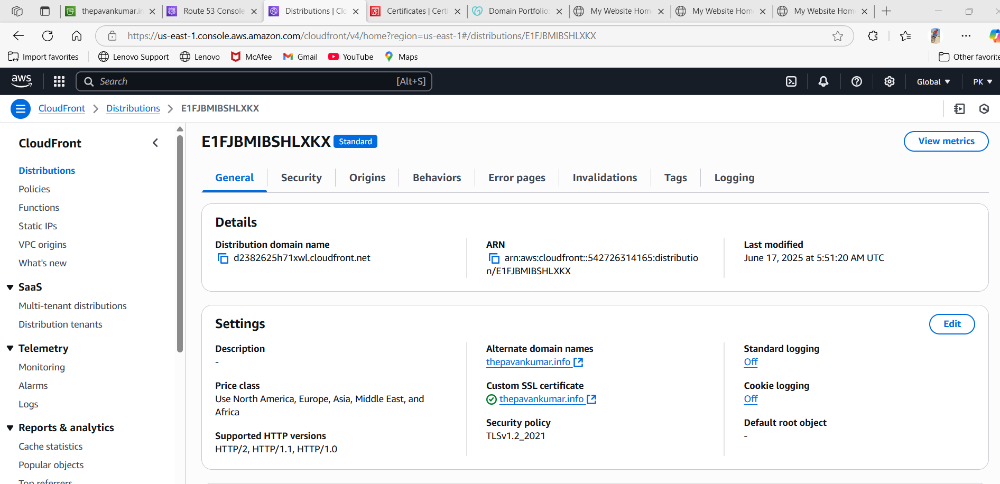 thepavankumar.in
Route 53 Console
Distributions | Clo
Certificates | Certi
Domain Portfolio
My Website Hom
My Website Hom
My Website Hom
https://us-east-1.console.aws.amazon.com/cloudfront/v4/home?region=us-east-1#/distributions/E1FJBMIBSHLXKX
Import favorites
Lenovo Support
Lenovo
McAfee
Gmail
YouTube
Maps
Other favorite
aws
Search
[Alt+S]
Global
PK
CloudFront
Distributions
E1FJBMIBSHLXKX
CloudFront
Distributions
Policies
Functions
Static IPs
VPC origins
What's new
SaaS
Multi-tenant distributions
Distribution tenants
Telemetry
Monitoring
Alarms
Logs
Reports & analytics
Cache statistics
Popular objects
Top referrers
E1FJBMIBSHLXKX
Standard
View metrics
General
Security
Origins
Behaviors
Error pages
Invalidations
Tags
Logging
Details
Distribution domain name
d2382625h71xwl.cloudfront.net
ARN
arn:aws:cloudfront::542726314165:distributio
n/E1FJBMIBSHLXKX
Last modified
June 17, 2025 at 5:51:20 AM UTC
Settings
Edit
Description
-
Price class
Use North America, Europe, Asia, Middle East, and
Africa
Supported HTTP versions
HTTP/2, HTTP/1.1, HTTP/1.0
Alternate domain names
thepavankumar.info
Custom SSL certificate
thepavankumar.info
Security policy
TLSv1.2_2021
Standard logging
Off
Cookie logging
Off
Default root object
-